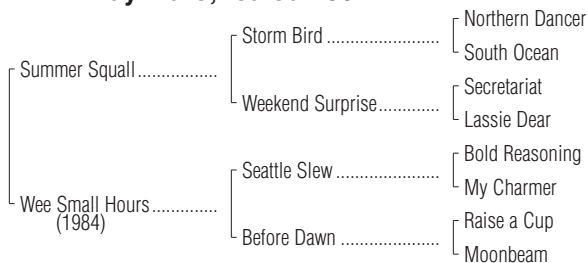 Northern Dancer
Storm Bird
South Ocean
Summer Squall
Secretariat
Weekend Surprise
Lassie Dear
Bold Reasoning
Seattle Slew
My Charmer
Wee Small Hours
(1984)
Raise a Cup
Before Dawn
Moonbeam